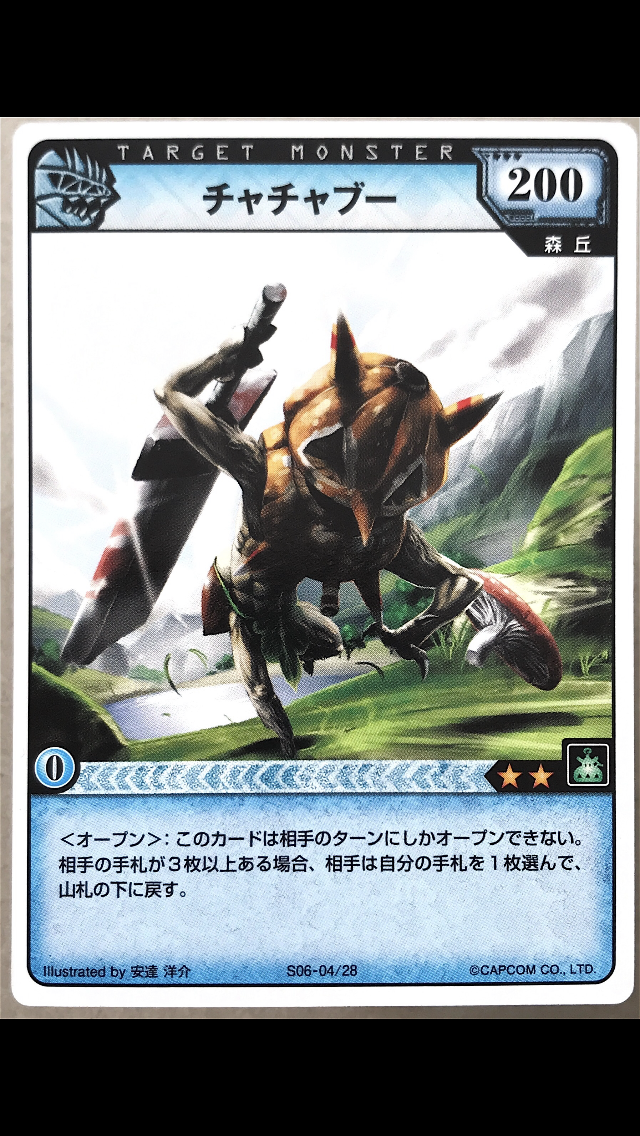 TARGET MONSTER
チャチャブー
200
森丘
0
＜オープン＞：このカードは相手のターンにしかオープンできない。
相手の手札が３枚以上ある場合、相手は自分の手札を１枚選んで、
山札の下に戻す。
Illustrated by 安達 洋介
S06-04/28
©CAPCOM CO., LTD.